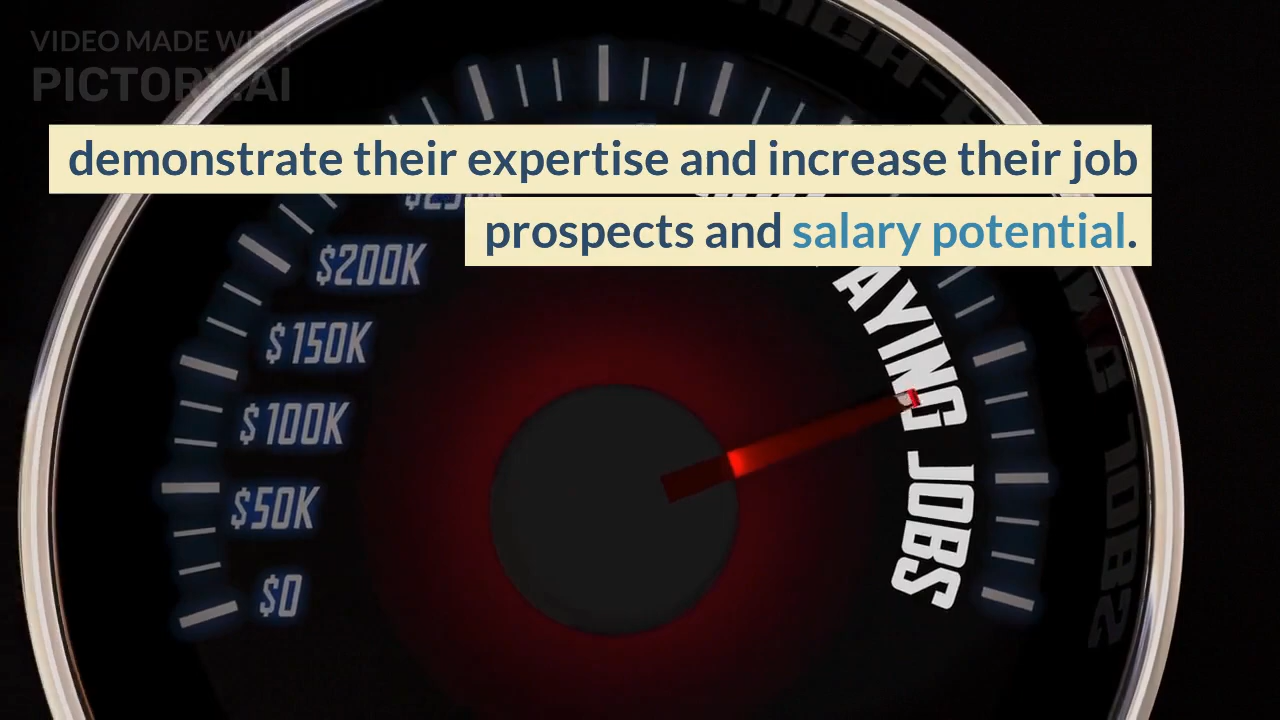 VIDEO MADE WITH
PICTORY.AI
demonstrate their expertise and increase their job
prospects and salary potential.
$200K
$150K
$100K
$50K
$0
JOBS